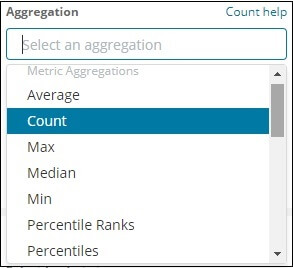 Aggregation Count help
Select an aggregation
Metric Aggregations
Average
Count
Max
Median
Min
Percentile Ranks
Percentiles